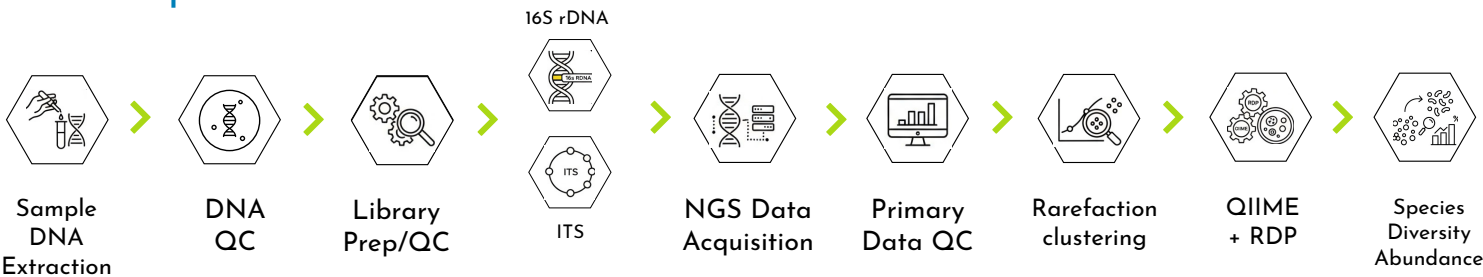 16S rDNA
16s RDNA
ITS
ITS
RDP
QIIME
%
Sample
DNA
Extraction
DNA
QC
Library
Prep/QC
NGS Data
Acquisition
Primary
Data QC
Rarefaction
clustering
QIIME
+ RDP
Species
Diversity
Abundance